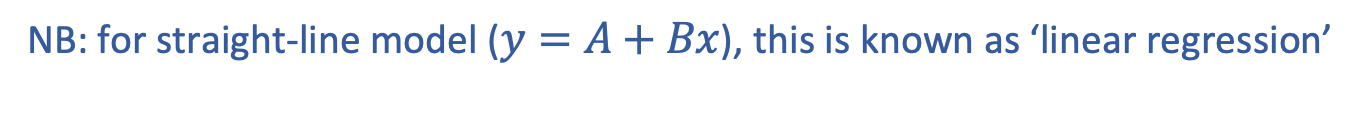 NB: for straight-line model (y = A + Bx), this is known as ‘linear regression’